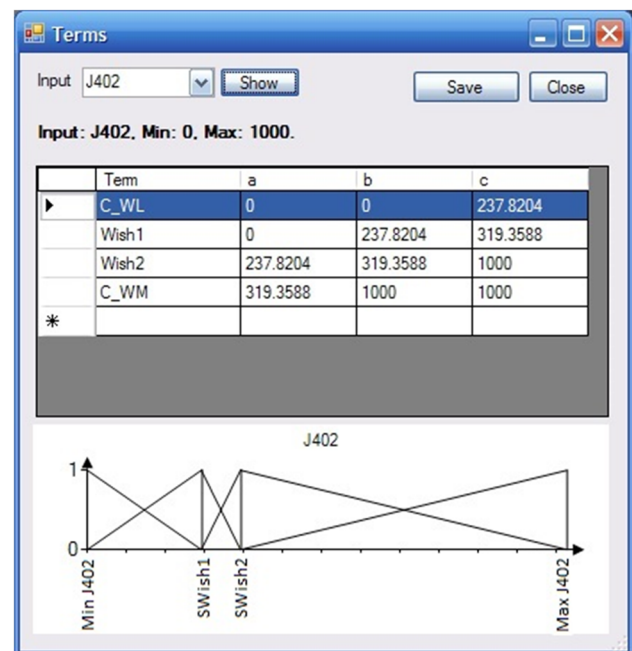 Terms
Input J402 Show Save Close
Input: J402, Min: 0, Max: 1000.
Term a b c
C_WL 0 0 237.8204
Wish1 0 237.8204 319.3588
Wish2 237.8204 319.3588 1000
C_WM 319.3588 1000 1000
J402
1
0
Min J402
SWish1
SWish2
Max J402